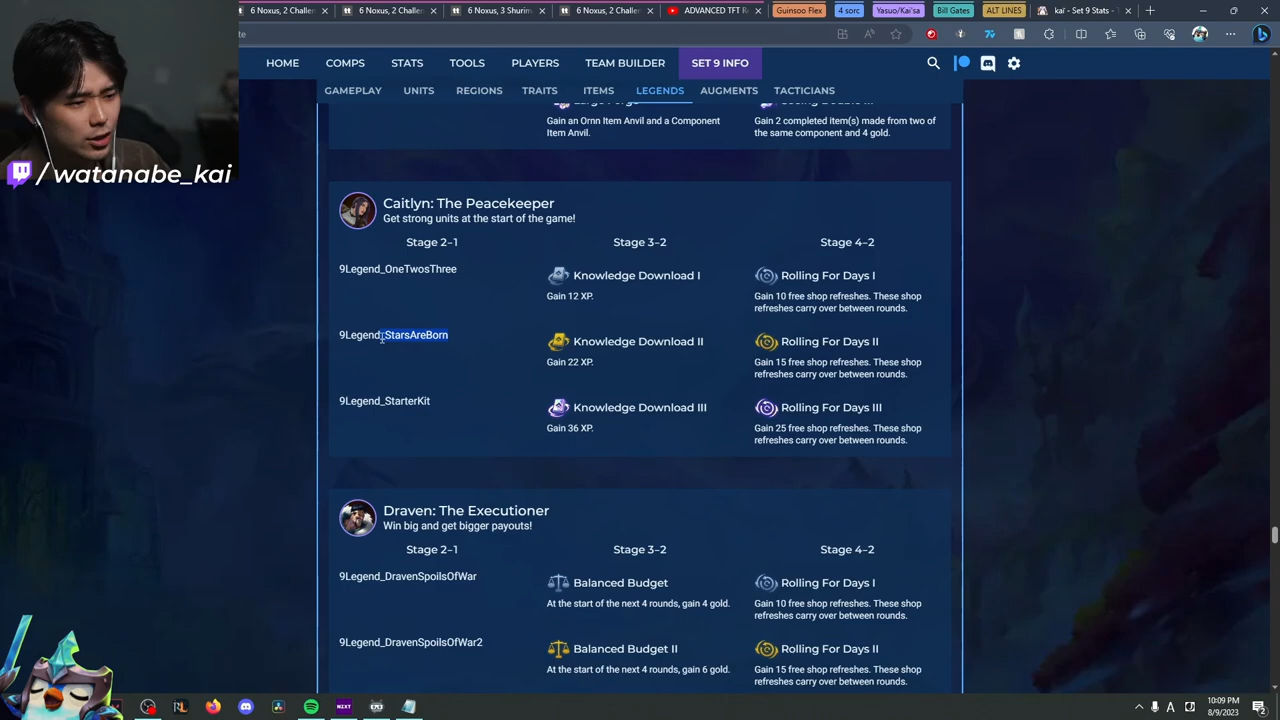 6 Nexus, 2 Challen
6 Nexus, 2 Challen
6 Nexus, 3 Shurim
6 Nexus, 2 Challen
ADVANCED TFT R
Guinsoo Flex
4 sorc
Yasuo/Kai'sa
Bill Gates
ALT LINES
kai - Set 9 Stats -
te
HOME
COMPS
STATS
TOOLS
PLAYERS
TEAM BUILDER
SET 9 INFO
GAMEPLAY
UNITS
REGIONS
TRAITS
ITEMS
LEGENDS
AUGMENTS
TACTICIANS
Gain an Ornn Item Anvil and a Component
Item Anvil.
Gain 2 completed item(s) made from two of
the same component and 4 gold.
/watanabe_kai
Caitlyn: The Peacekeeper
Get strong units at the start of the game!
Stage 2-1
Stage 3-2
Stage 4-2
9Legend_OneTwosThree
Knowledge Download I
Gain 12 XP.
Rolling For Days I
Gain 10 free shop refreshes. These shop
refreshes carry over between rounds.
9Legend_StarsAreBorn
Knowledge Download II
Gain 22 XP.
Rolling For Days II
Gain 15 free shop refreshes. These shop
refreshes carry over between rounds.
9Legend_StarterKit
Knowledge Download III
Gain 36 XP.
Rolling For Days III
Gain 25 free shop refreshes. These shop
refreshes carry over between rounds.
Draven: The Executioner
Win big and get bigger payouts!
Stage 2-1
Stage 3-2
Stage 4-2
9Legend_DravenSpoilsOfWar
Balanced Budget
At the start of the next 4 rounds, gain 4 gold.
Rolling For Days I
Gain 10 free shop refreshes. These shop
refreshes carry over between rounds.
9Legend_DravenSpoilsOfWar2
Balanced Budget II
At the start of the next 4 rounds, gain 6 gold.
Rolling For Days II
Gain 15 free shop refreshes. These shop
refreshes carry over between rounds.
NEXT
A
10:09 PM
8/9/2023